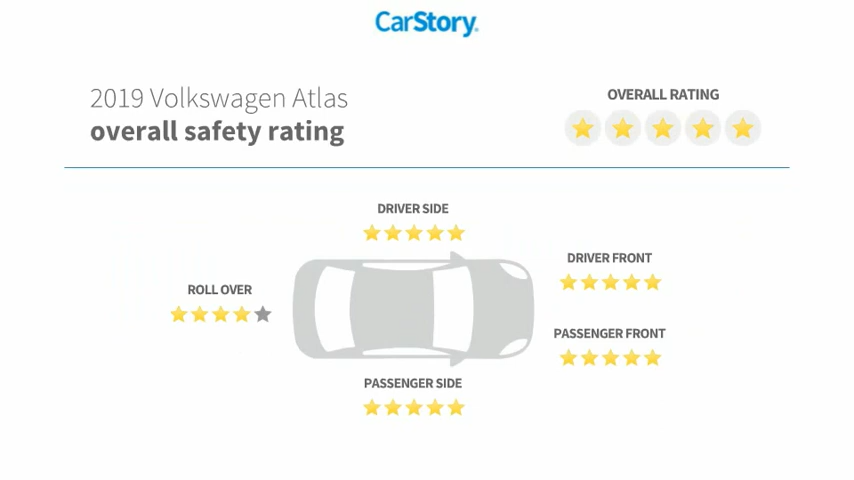 CarStory
2019 Volkswagen Atlas
overall safety rating
OVERALL RATING
DRIVER SIDE
DRIVER FRONT
ROLL OVER
PASSENGER FRONT
PASSENGER SIDE